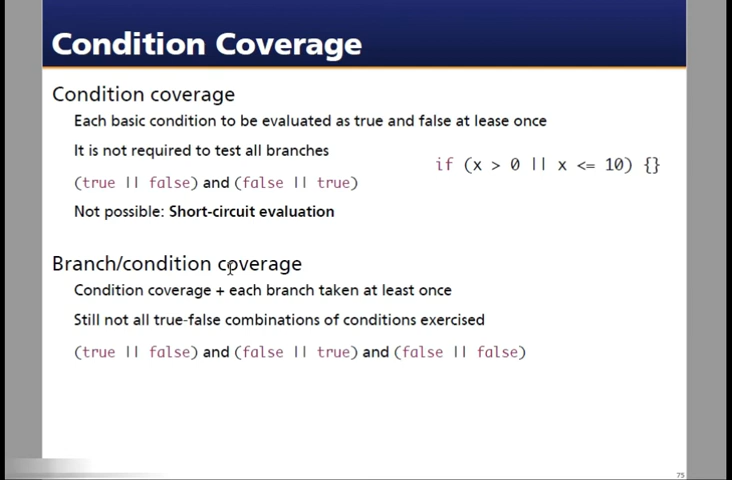 Condition Coverage
Condition coverage
Each basic condition to be evaluated as true and false at lease once
It is not required to test all branches
if (x > 0 || x <= 10) {}
(true || false) and (false || true)
Not possible: Short-circuit evaluation
Branch/condition coverage
Condition coverage + each branch taken at least once
Still not all true-false combinations of conditions exercised
(true || false) and (false || true) and (false || false)
75